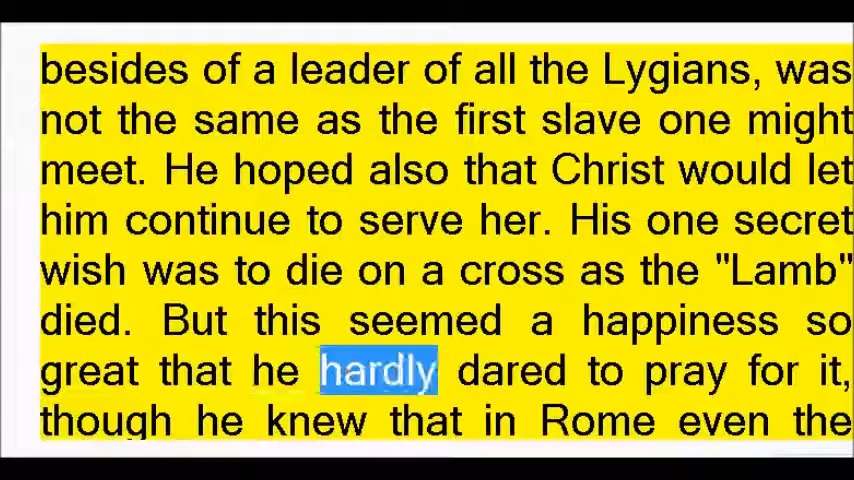 besides of a leader of all the Lygians, was
not the same as the first slave one might
meet. He hoped also that Christ would let
him continue to serve her. His one secret
wish was to die on a cross as the "Lamb"
died. But this seemed a happiness so
great that he hardly dared to pray for it,
though he knew that in Rome even the